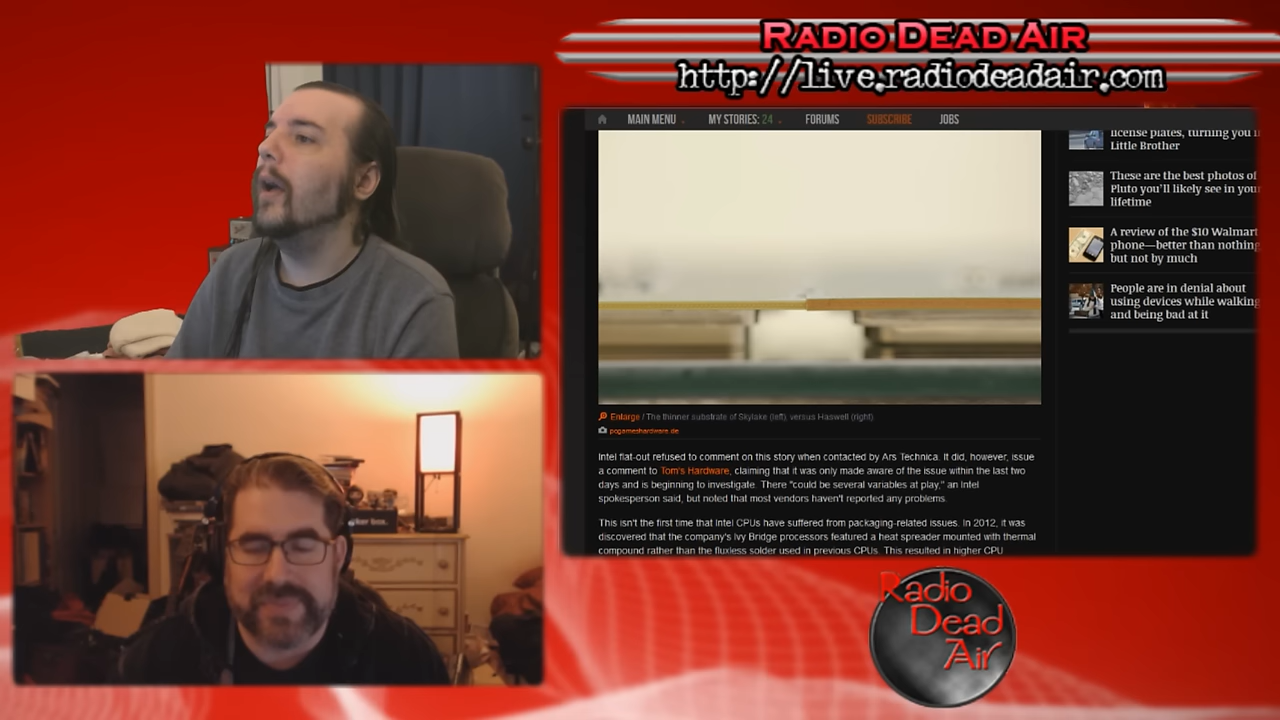 Radio Dead Air
http://live.radiodeadair.com
MAIN MENU
MY STORIES: 24
FORUMS
SUBSCRIBE
JOBS
license plates, turning you
Little Brother
These are the best photos of
Pluto you'll likely see in your
lifetime
A review of the $10 Walmart
phone—better than nothing
but not by much
People are in denial about
using devices while walking
and being bad at it
Enlarge / The thinner substrate of Skylake (left), versus Haswell (right).
pcgameshardware.de
Intel flat-out refused to comment on this story when contacted by Ars Technica. It did, however, issue
a comment to Tom's Hardware, claiming that it was only made aware of the issue within the last two
days and is beginning to investigate. There "could be several variables at play," an Intel
spokesperson said, but noted that most vendors haven't reported any problems.
This isn't the first time that Intel CPUs have suffered from packaging-related issues. In 2012, it was
discovered that the company's Ivy Bridge processors featured a heat spreader mounted with thermal
compound rather than the fluxless solder used in previous CPUs. This resulted in higher CPU
Radio
Dead
Air